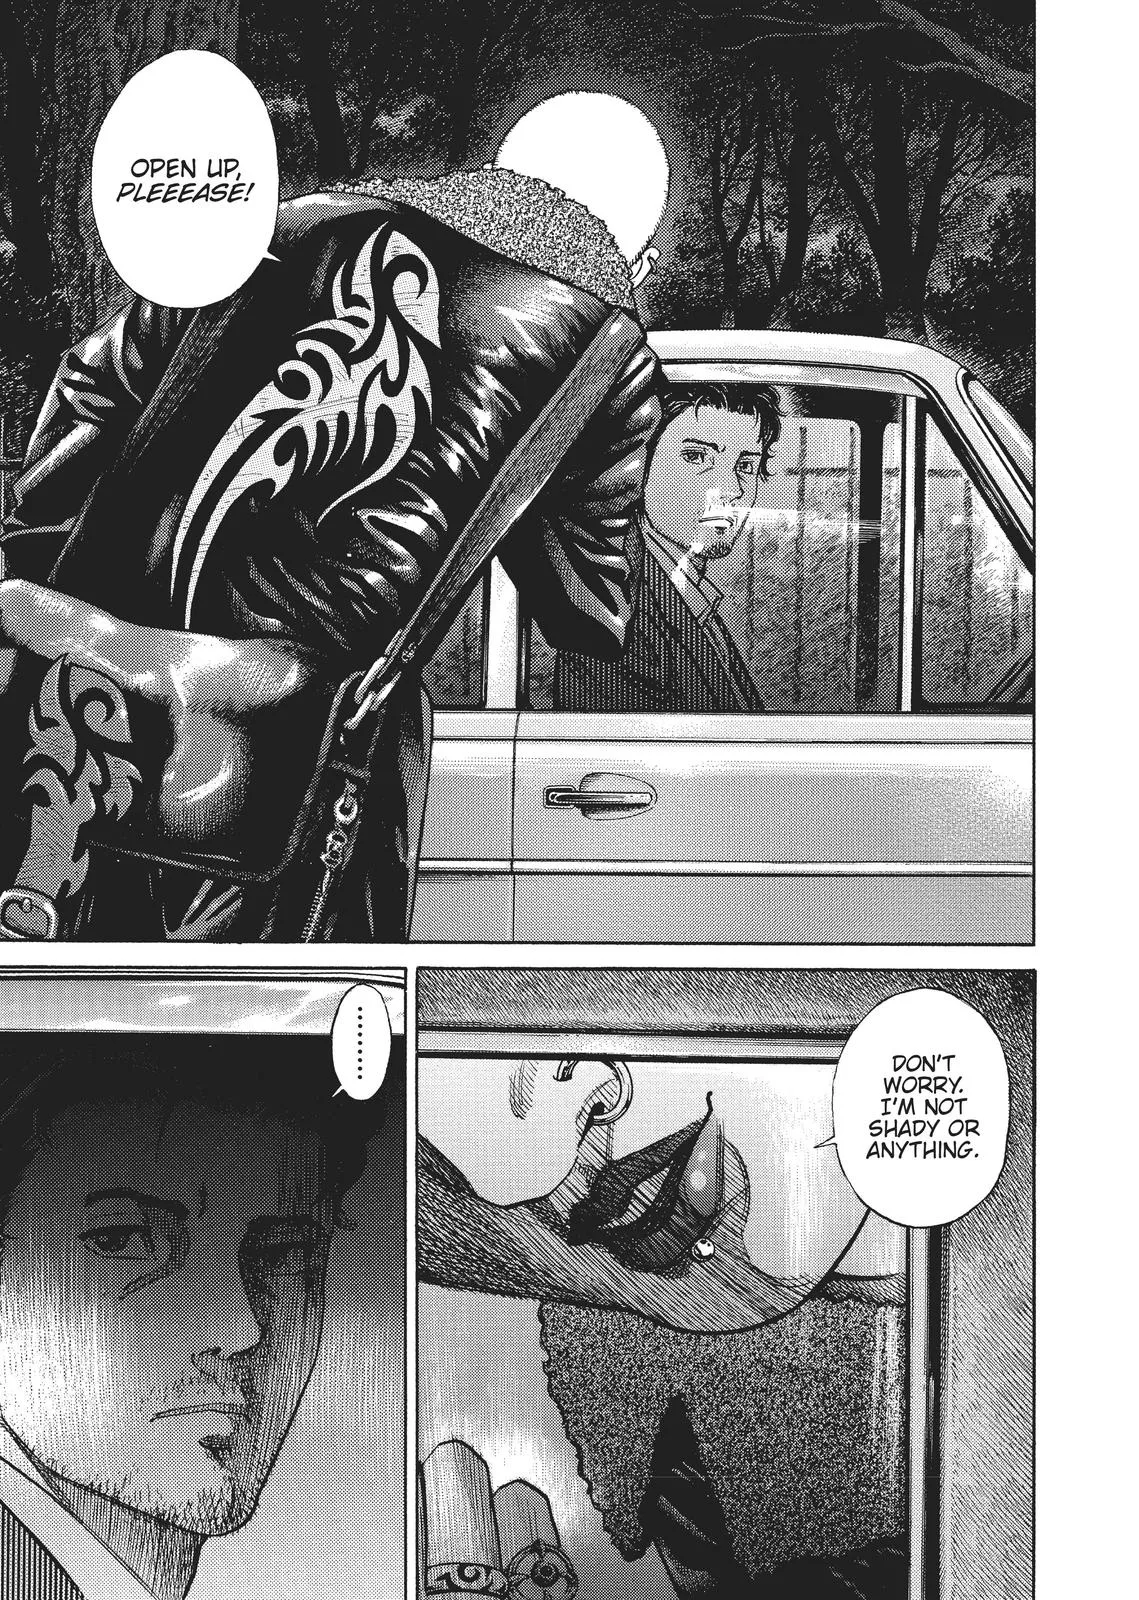 OPEN UP,
PLEEEASE!
DON'T
WORRY.
I'M NOT
SHADY OR
ANYTHING.
.........